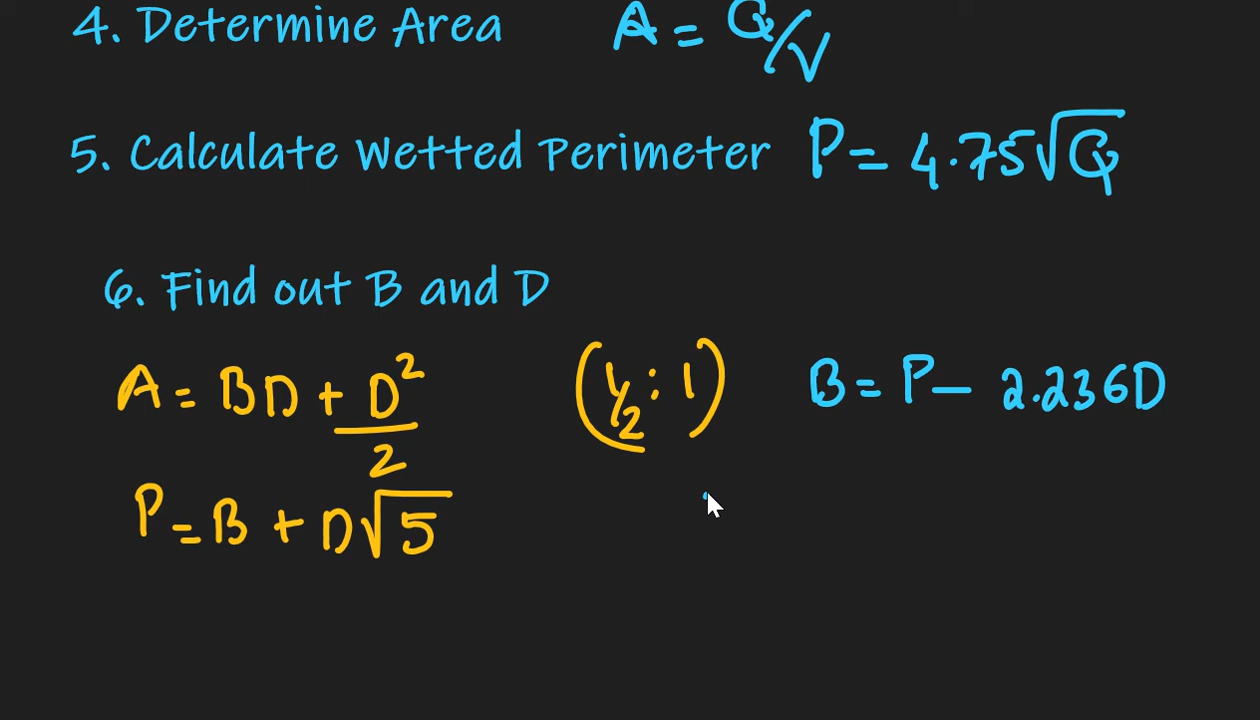 4. Determine Area A = Q/V
5. Calculate Wetted Perimeter P = 4.75√Q
6. Find out B and D
A = BD + D²/2 (1/2 : 1) B = P - 2.236D
P = B + D√5